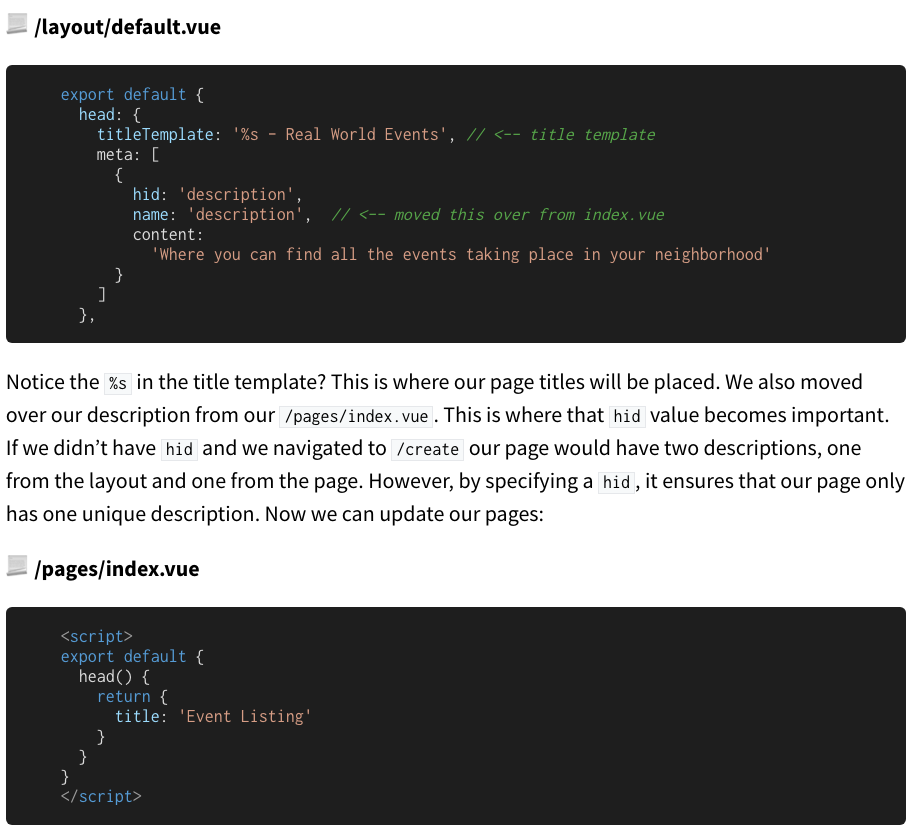 /layout/default.vue
export default {
head: {
titleTemplate: '%s - Real World Events', // <-- title template
meta: [
{
hid: 'description',
name: 'description',  // <-- moved this over from index.vue
content:
'Where you can find all the events taking place in your neighborhood'
}
]
},
Notice the %s in the title template? This is where our page titles will be placed. We also moved
over our description from our /pages/index.vue. This is where that hid value becomes important.
If we didn’t have hid and we navigated to /create our page would have two descriptions, one
from the layout and one from the page. However, by specifying a hid, it ensures that our page only
has one unique description. Now we can update our pages:
/pages/index.vue
<script>
export default {
head() {
return {
title: 'Event Listing'
}
}
}
</script>